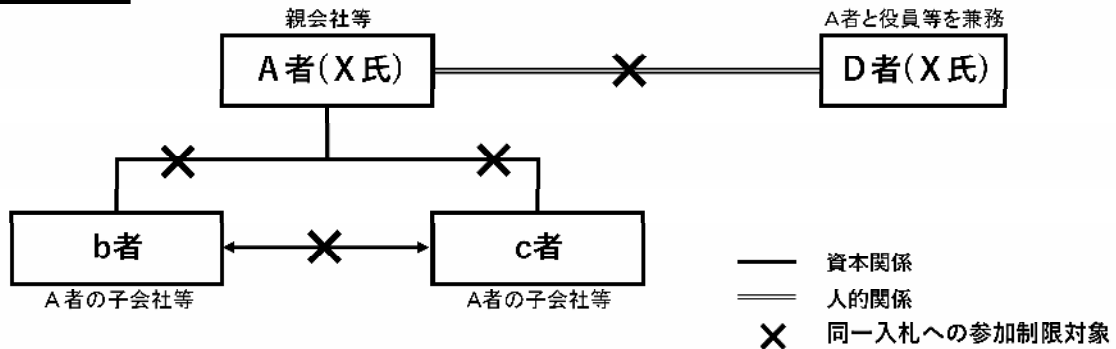 親会社等
A者と役員等を兼務
A者(X氏)
D者(X氏)
b者
c者
A者の子会社等
A者の子会社等
資本関係
人的関係
同一入札への参加制限対象